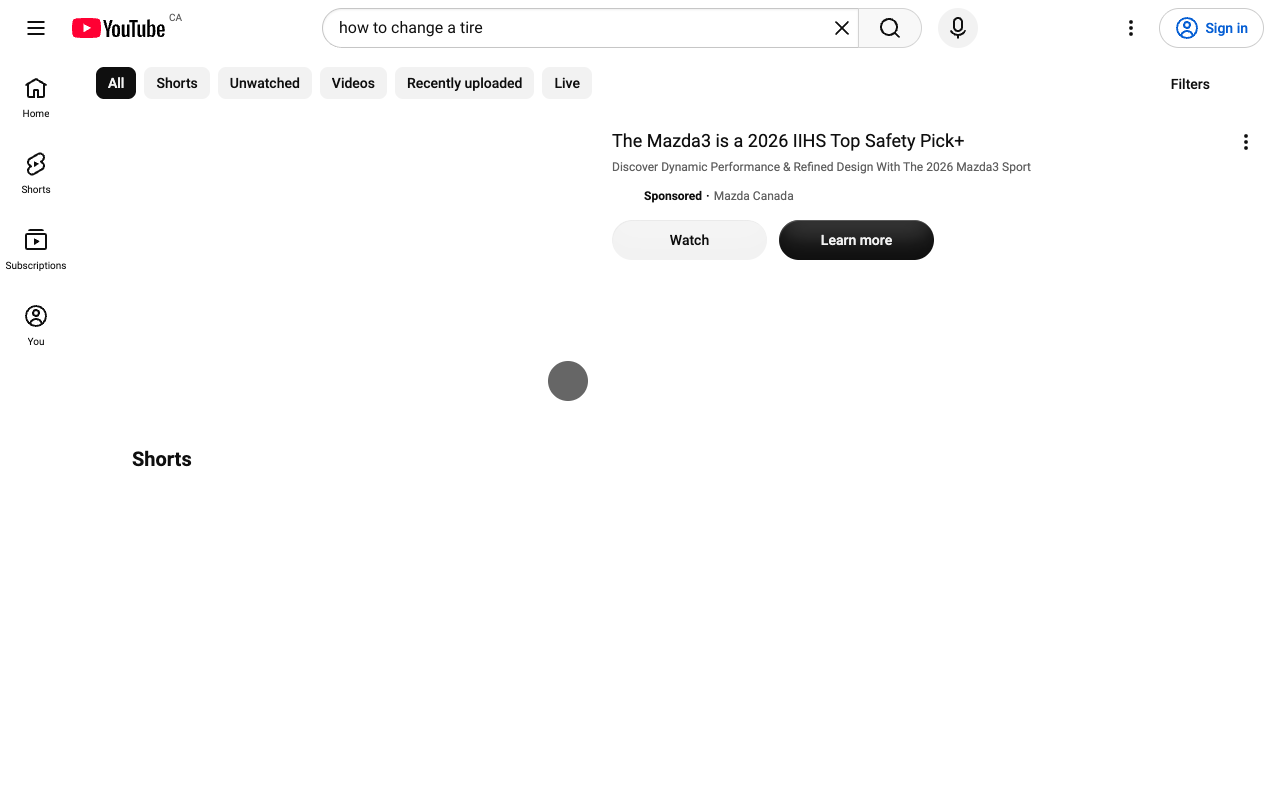 YouTube CA
how to change a tire
Sign in
All
Shorts
Unwatched
Videos
Recently uploaded
Live
Filters
Home
Shorts
Subscriptions
You
The Mazda3 is a 2026 IIHS Top Safety Pick+
Discover Dynamic Performance & Refined Design With The 2026 Mazda3 Sport
Sponsored · Mazda Canada
Watch
Learn more
Shorts